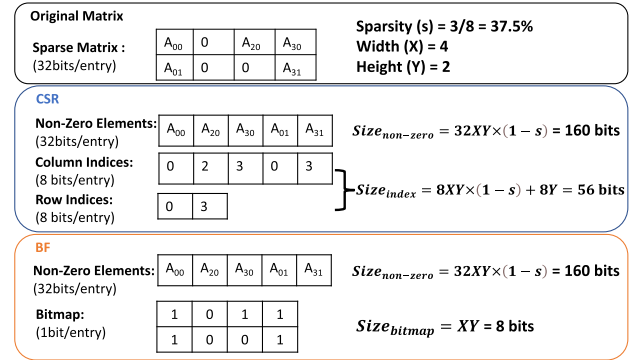 Original Matrix
Sparsity (s) = 3/8 = 37.5%
Sparse Matrix :
(32bits/entry)
A₀₀ 0 A₂₀ A₃₀
A₀₁ 0 0 A₃₁
Width (X) = 4
Height (Y) = 2
CSR
Non-Zero Elements:
(32bits/entry)
A₀₀ A₂₀ A₃₀ A₀₁ A₃₁
Size_non−zero = 32XY×(1 − s) = 160 bits
Column Indices:
(8 bits/entry)
0 2 3 0 3
Row Indices:
(8 bits/entry)
0 3
Size_index = 8XY×(1 − s) + 8Y = 56 bits
BF
Non-Zero Elements:
(32bits/entry)
A₀₀ A₂₀ A₃₀ A₀₁ A₃₁
Size_non−zero = 32XY×(1 − s) = 160 bits
Bitmap:
(1bit/entry)
1 0 1 1
1 0 0 1
Size_bitmap = XY = 8 bits